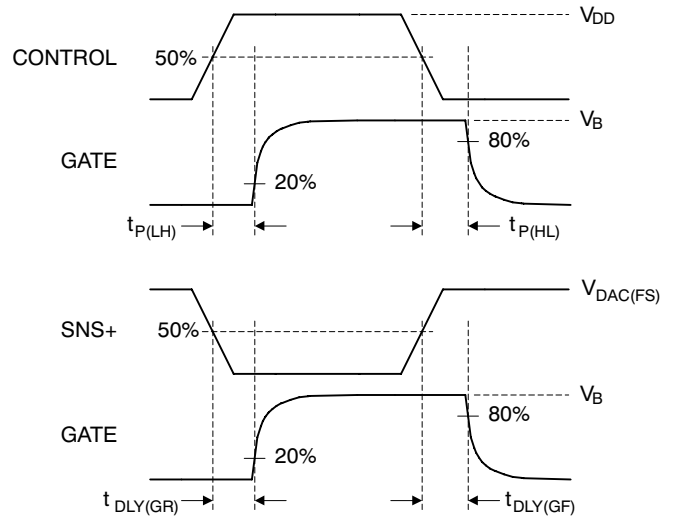 V_DD
CONTROL 50%
V_B
GATE 80%
20%
t_P(LH) t_P(HL)
V_DAC(FS)
SNS+ 50%
V_B
GATE 80%
20%
t_DLY(GR) t_DLY(GF)